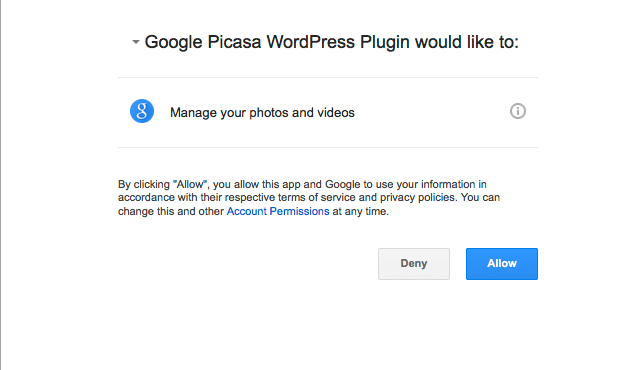 Google Picasa WordPress Plugin would like to:
Manage your photos and videos
By clicking "Allow", you allow this app and Google to use your information in
accordance with their respective terms of service and privacy policies. You can
change this and other Account Permissions at any time.
Deny
Allow